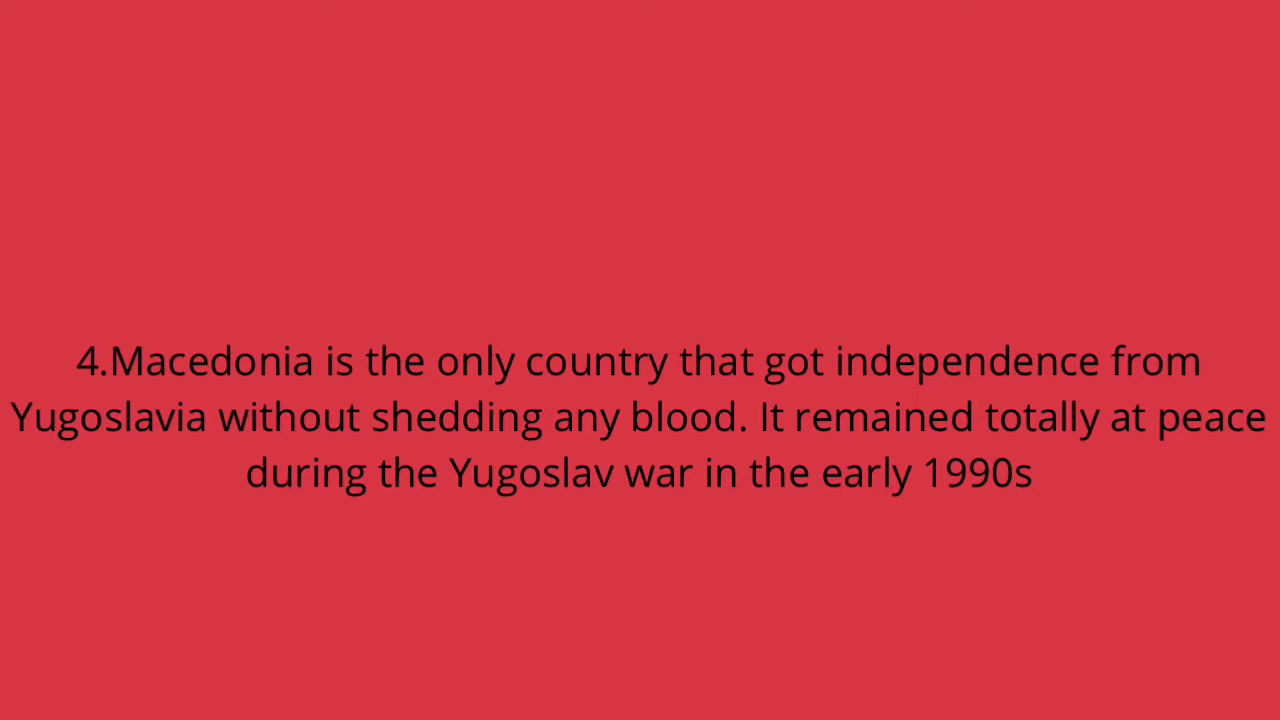 4.Macedonia is the only country that got independence from
Yugoslavia without shedding any blood. It remained totally at peace
during the Yugoslav war in the early 1990s